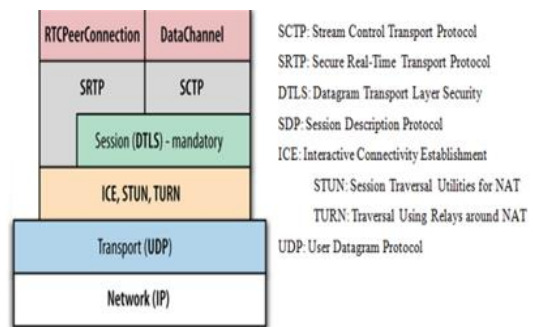 RTCPeerConnection DataChannel
SRTP SCTP
Session (DTLS) - mandatory
ICE, STUN, TURN
Transport (UDP)
Network (IP)
SCTP: Stream Control Transport Protocol
SRTP: Secure Real-Time Transport Protocol
DTLS: Datagram Transport Layer Security
SDP: Session Description Protocol
ICE: Interactive Connectivity Establishment
STUN: Session Traversal Utilities for NAT
TURN: Traversal Using Relays around NAT
UDP: User Datagram Protocol